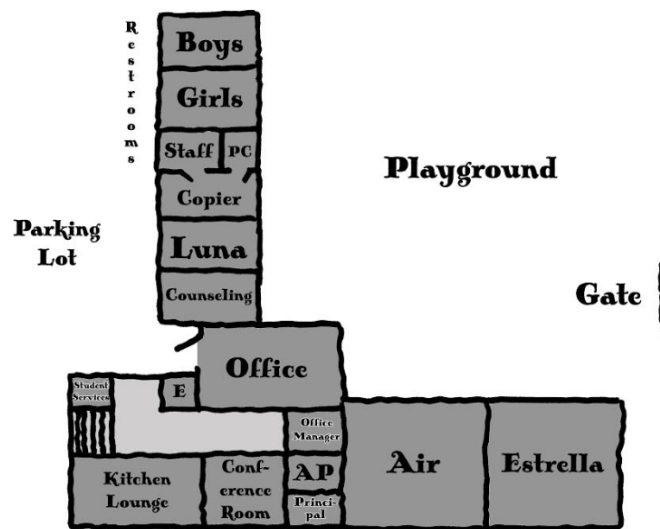 Restrooms
Boys
Girls
Staff
PC
Copier
Playground
Parking
Lot
Luna
Counseling
Gate
Office
Student
Services
E
Office
Manager
Kitchen
Lounge
Conf-
erence
Room
AP
Princi-
pal
Air
Estrella